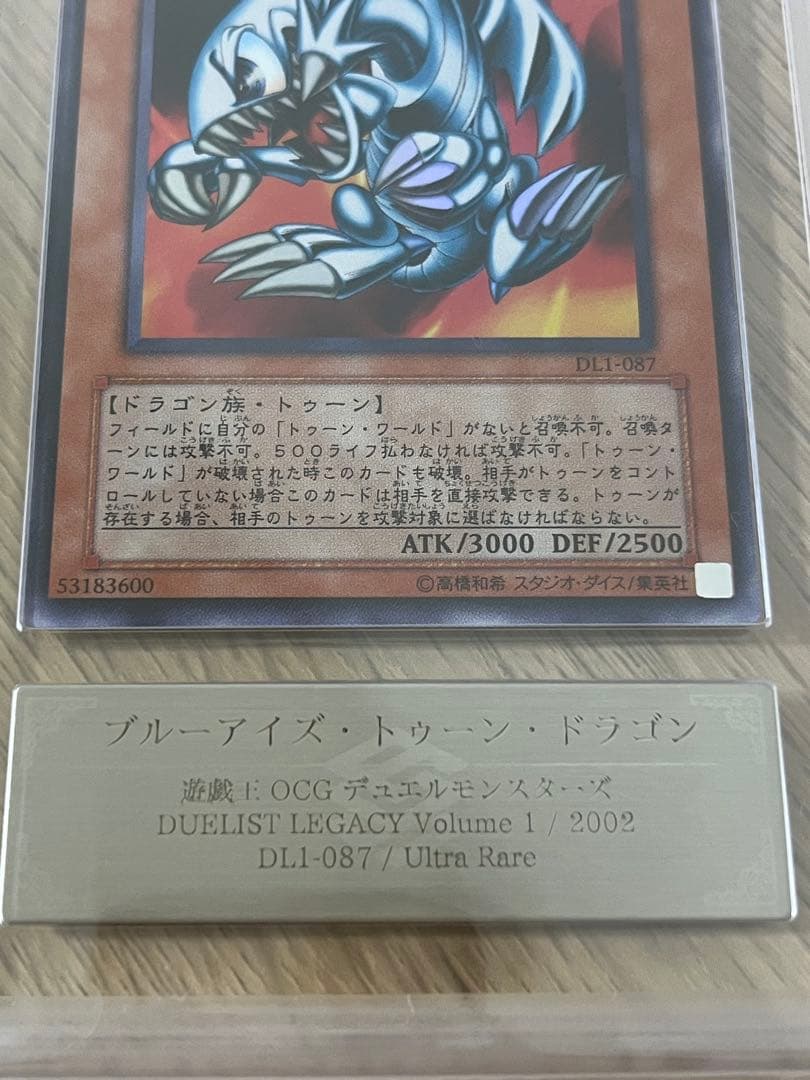 DL1-087
【ドラゴン族・トゥーン】
フィールドに自分の「トゥーン・ワールド」がないと召喚不可。召喚タ
ーンには攻撃不可。５００ライフ払わなければ攻撃不可。「トゥーン・
ワールド」が破壊された時このカードも破壊。相手がトゥーンをコント
ロールしていない場合このカードは相手を直接攻撃できる。トゥーンが
存在する場合、相手のトゥーンを攻撃対象に選ばなければならない。
ATK/3000 DEF/2500
53183600 ©高橋和希 スタジオ・ダイス/集英社
ブルーアイズ・トゥーン・ドラゴン
遊戯王 OCG デュエルモンスターズ
DUELIST LEGACY Volume 1 / 2002
DL1-087 / Ultra Rare